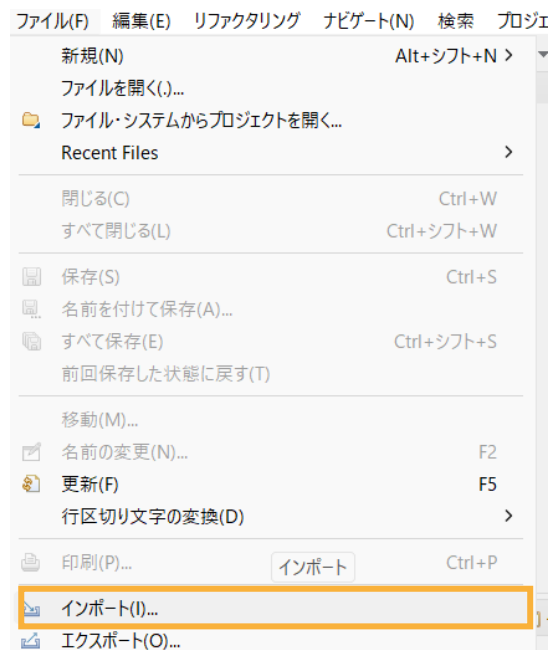 ファイル(F) 編集(E) リファクタリング ナビゲート(N) 検索 プロジェ
新規(N) Alt+シフト+N >
ファイルを開く(.)...
ファイル・システムからプロジェクトを開く...
Recent Files >
閉じる(C) Ctrl+W
すべて閉じる(L) Ctrl+シフト+W
保存(S) Ctrl+S
名前を付けて保存(A)...
すべて保存(E) Ctrl+シフト+S
前回保存した状態に戻す(T)
移動(M)...
名前の変更(N)... F2
更新(F) F5
行区切り文字の変換(D) >
印刷(P)... Ctrl+P
インポート
インポート(I)...
エクスポート(O)...